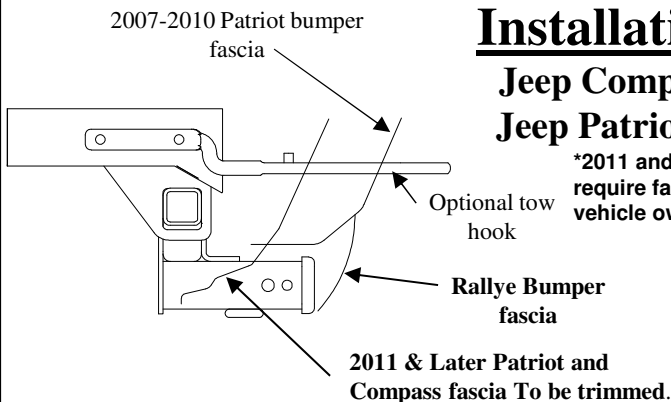 2007-2010 Patriot bumper
fascia
Installati
Jeep Comp
Jeep Patrio
*2011 and
require fa
vehicle ow
Optional tow
hook
Rallye Bumper
fascia
2011 & Later Patriot and
Compass fascia To be trimmed.